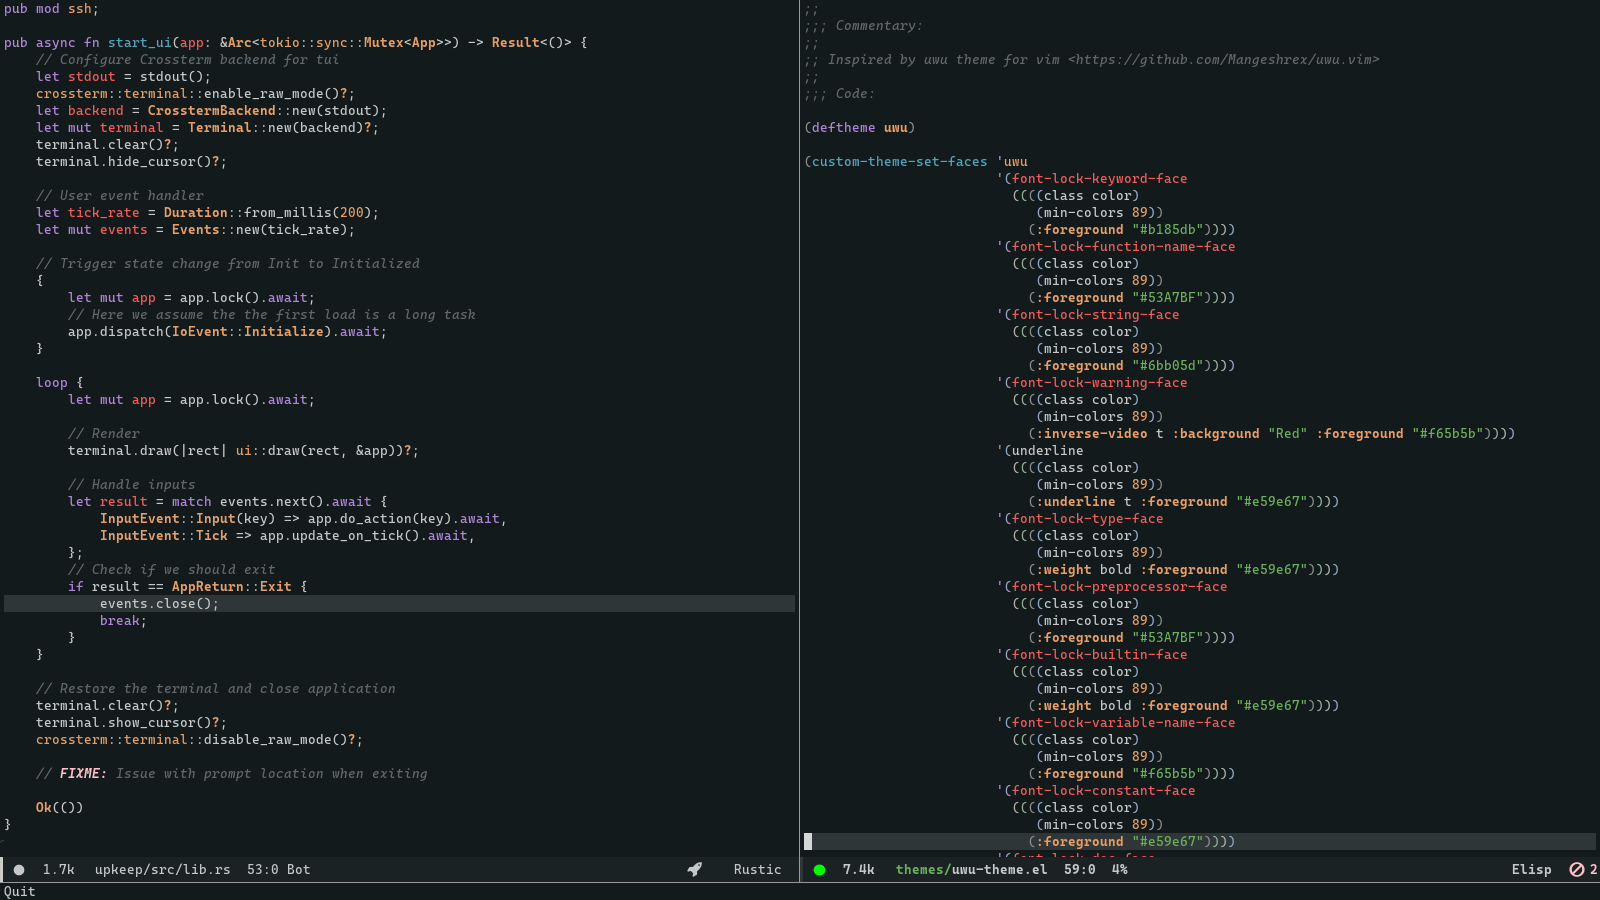 pub mod ssh;

pub async fn start_ui(app: &Arc<tokio::sync::Mutex<App>>) -> Result<()> {
    // Configure Crossterm backend for tui
    let stdout = stdout();
    crossterm::terminal::enable_raw_mode()?;
    let backend = CrosstermBackend::new(stdout);
    let mut terminal = Terminal::new(backend)?;
    terminal.clear()?;
    terminal.hide_cursor()?;

    // User event handler
    let tick_rate = Duration::from_millis(200);
    let mut events = Events::new(tick_rate);

    // Trigger state change from Init to Initialized
    {
        let mut app = app.lock().await;
        // Here we assume the the first load is a long task
        app.dispatch(IoEvent::Initialize).await;
    }

    loop {
        let mut app = app.lock().await;

        // Render
        terminal.draw(|rect| ui::draw(rect, &app))?;

        // Handle inputs
        let result = match events.next().await {
            InputEvent::Input(key) => app.do_action(key).await,
            InputEvent::Tick => app.update_on_tick().await,
        };
        // Check if we should exit
        if result == AppReturn::Exit {
            events.close();
            break;
        }
    }

    // Restore the terminal and close application
    terminal.clear()?;
    terminal.show_cursor()?;
    crossterm::terminal::disable_raw_mode()?;

    // FIXME: Issue with prompt location when exiting

    Ok(())
}
1.7k upkeep/src/lib.rs 53:0 Bot Rustic
;;
;;; Commentary:
;;
;; Inspired by uwu theme for vim <https://github.com/Mangeshrex/uwu.vim>
;;
;;; Code:

(deftheme uwu)

(custom-theme-set-faces 'uwu
                        '(font-lock-keyword-face
                          ((((class color)
                             (min-colors 89))
                            (:foreground "#b185db"))))
                        '(font-lock-function-name-face
                          ((((class color)
                             (min-colors 89))
                            (:foreground "#53A7BF"))))
                        '(font-lock-string-face
                          ((((class color)
                             (min-colors 89))
                            (:foreground "#6bb05d"))))
                        '(font-lock-warning-face
                          ((((class color)
                             (min-colors 89))
                            (:inverse-video t :background "Red" :foreground "#f65b5b"))))
                        '(underline
                          ((((class color)
                             (min-colors 89))
                            (:underline t :foreground "#e59e67"))))
                        '(font-lock-type-face
                          ((((class color)
                             (min-colors 89))
                            (:weight bold :foreground "#e59e67"))))
                        '(font-lock-preprocessor-face
                          ((((class color)
                             (min-colors 89))
                            (:foreground "#53A7BF"))))
                        '(font-lock-builtin-face
                          ((((class color)
                             (min-colors 89))
                            (:weight bold :foreground "#e59e67"))))
                        '(font-lock-variable-name-face
                          ((((class color)
                             (min-colors 89))
                            (:foreground "#f65b5b"))))
                        '(font-lock-constant-face
                          ((((class color)
                             (min-colors 89))
                            (:foreground "#e59e67"))))
7.4k themes/uwu-theme.el 59:0 4% Elisp 2
Quit